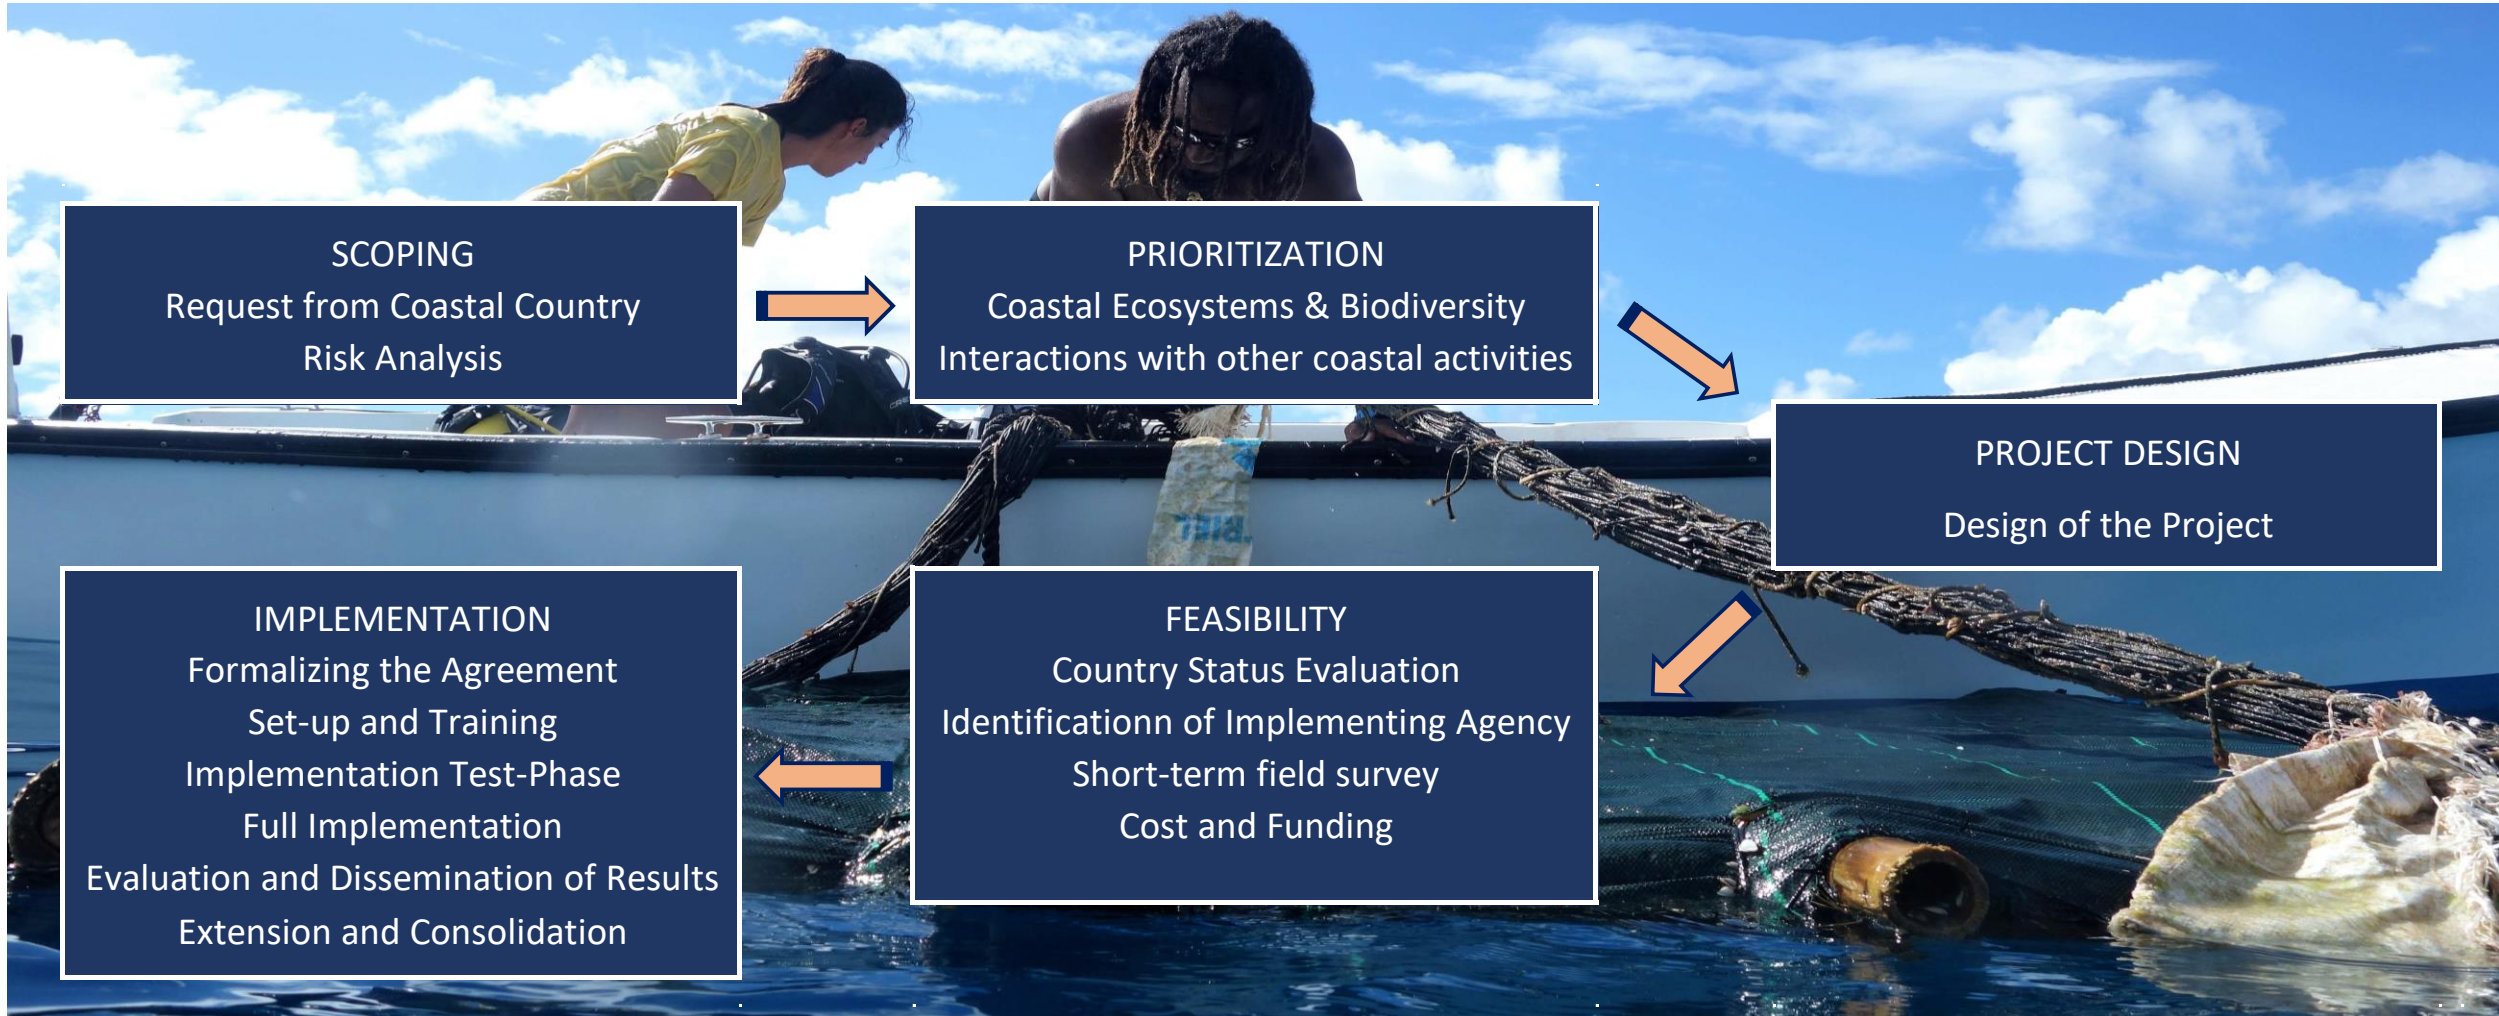 SCOPING
Request from Coastal Country
Risk Analysis
PRIORITIZATION
Coastal Ecosystems & Biodiversity
Interactions with other coastal activities
PROJECT DESIGN
Design of the Project
FEASIBILITY
Country Status Evaluation
Identificationn of Implementing Agency
Short-term field survey
Cost and Funding
IMPLEMENTATION
Formalizing the Agreement
Set-up and Training
Implementation Test-Phase
Full Implementation
Evaluation and Dissemination of Results
Extension and Consolidation